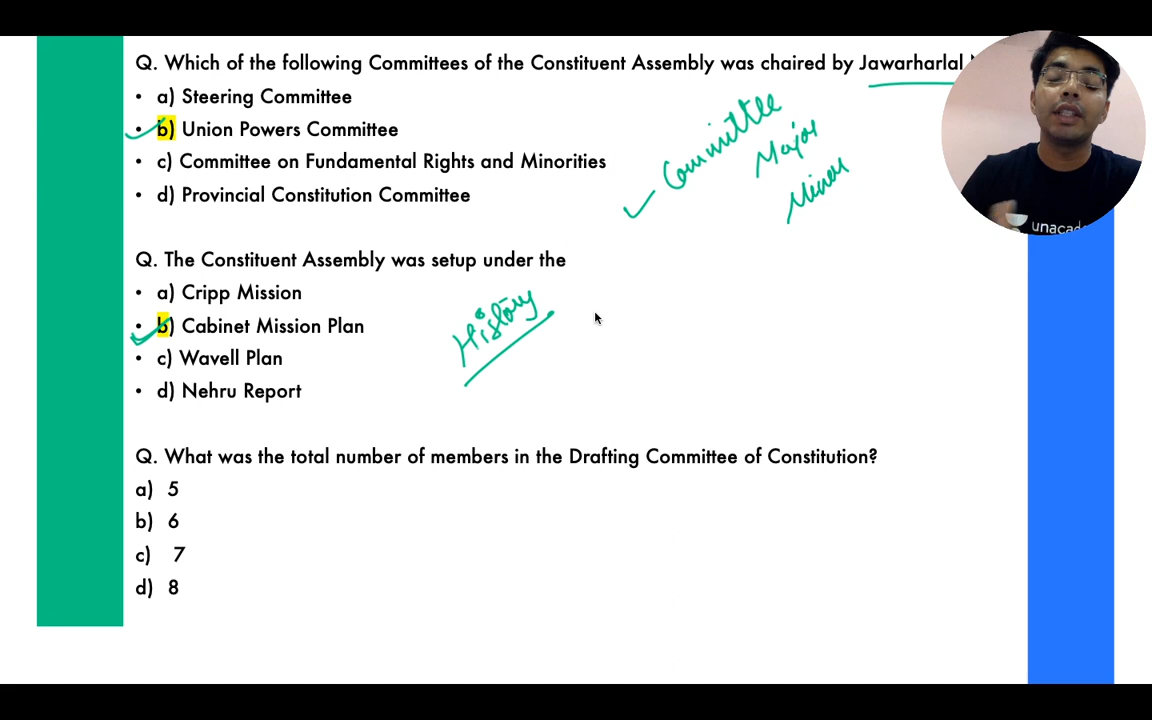 Q. Which of the following Committees of the Constituent Assembly was chaired by Jawarharlal
• a) Steering Committee
• b) Union Powers Committee
• c) Committee on Fundamental Rights and Minorities
• d) Provincial Constitution Committee
Committee
Major
Minor
unacad
Q. The Constituent Assembly was setup under the
• a) Cripp Mission
• b) Cabinet Mission Plan
• c) Wavell Plan
• d) Nehru Report
History
Q. What was the total number of members in the Drafting Committee of Constitution?
a) 5
b) 6
c) 7
d) 8